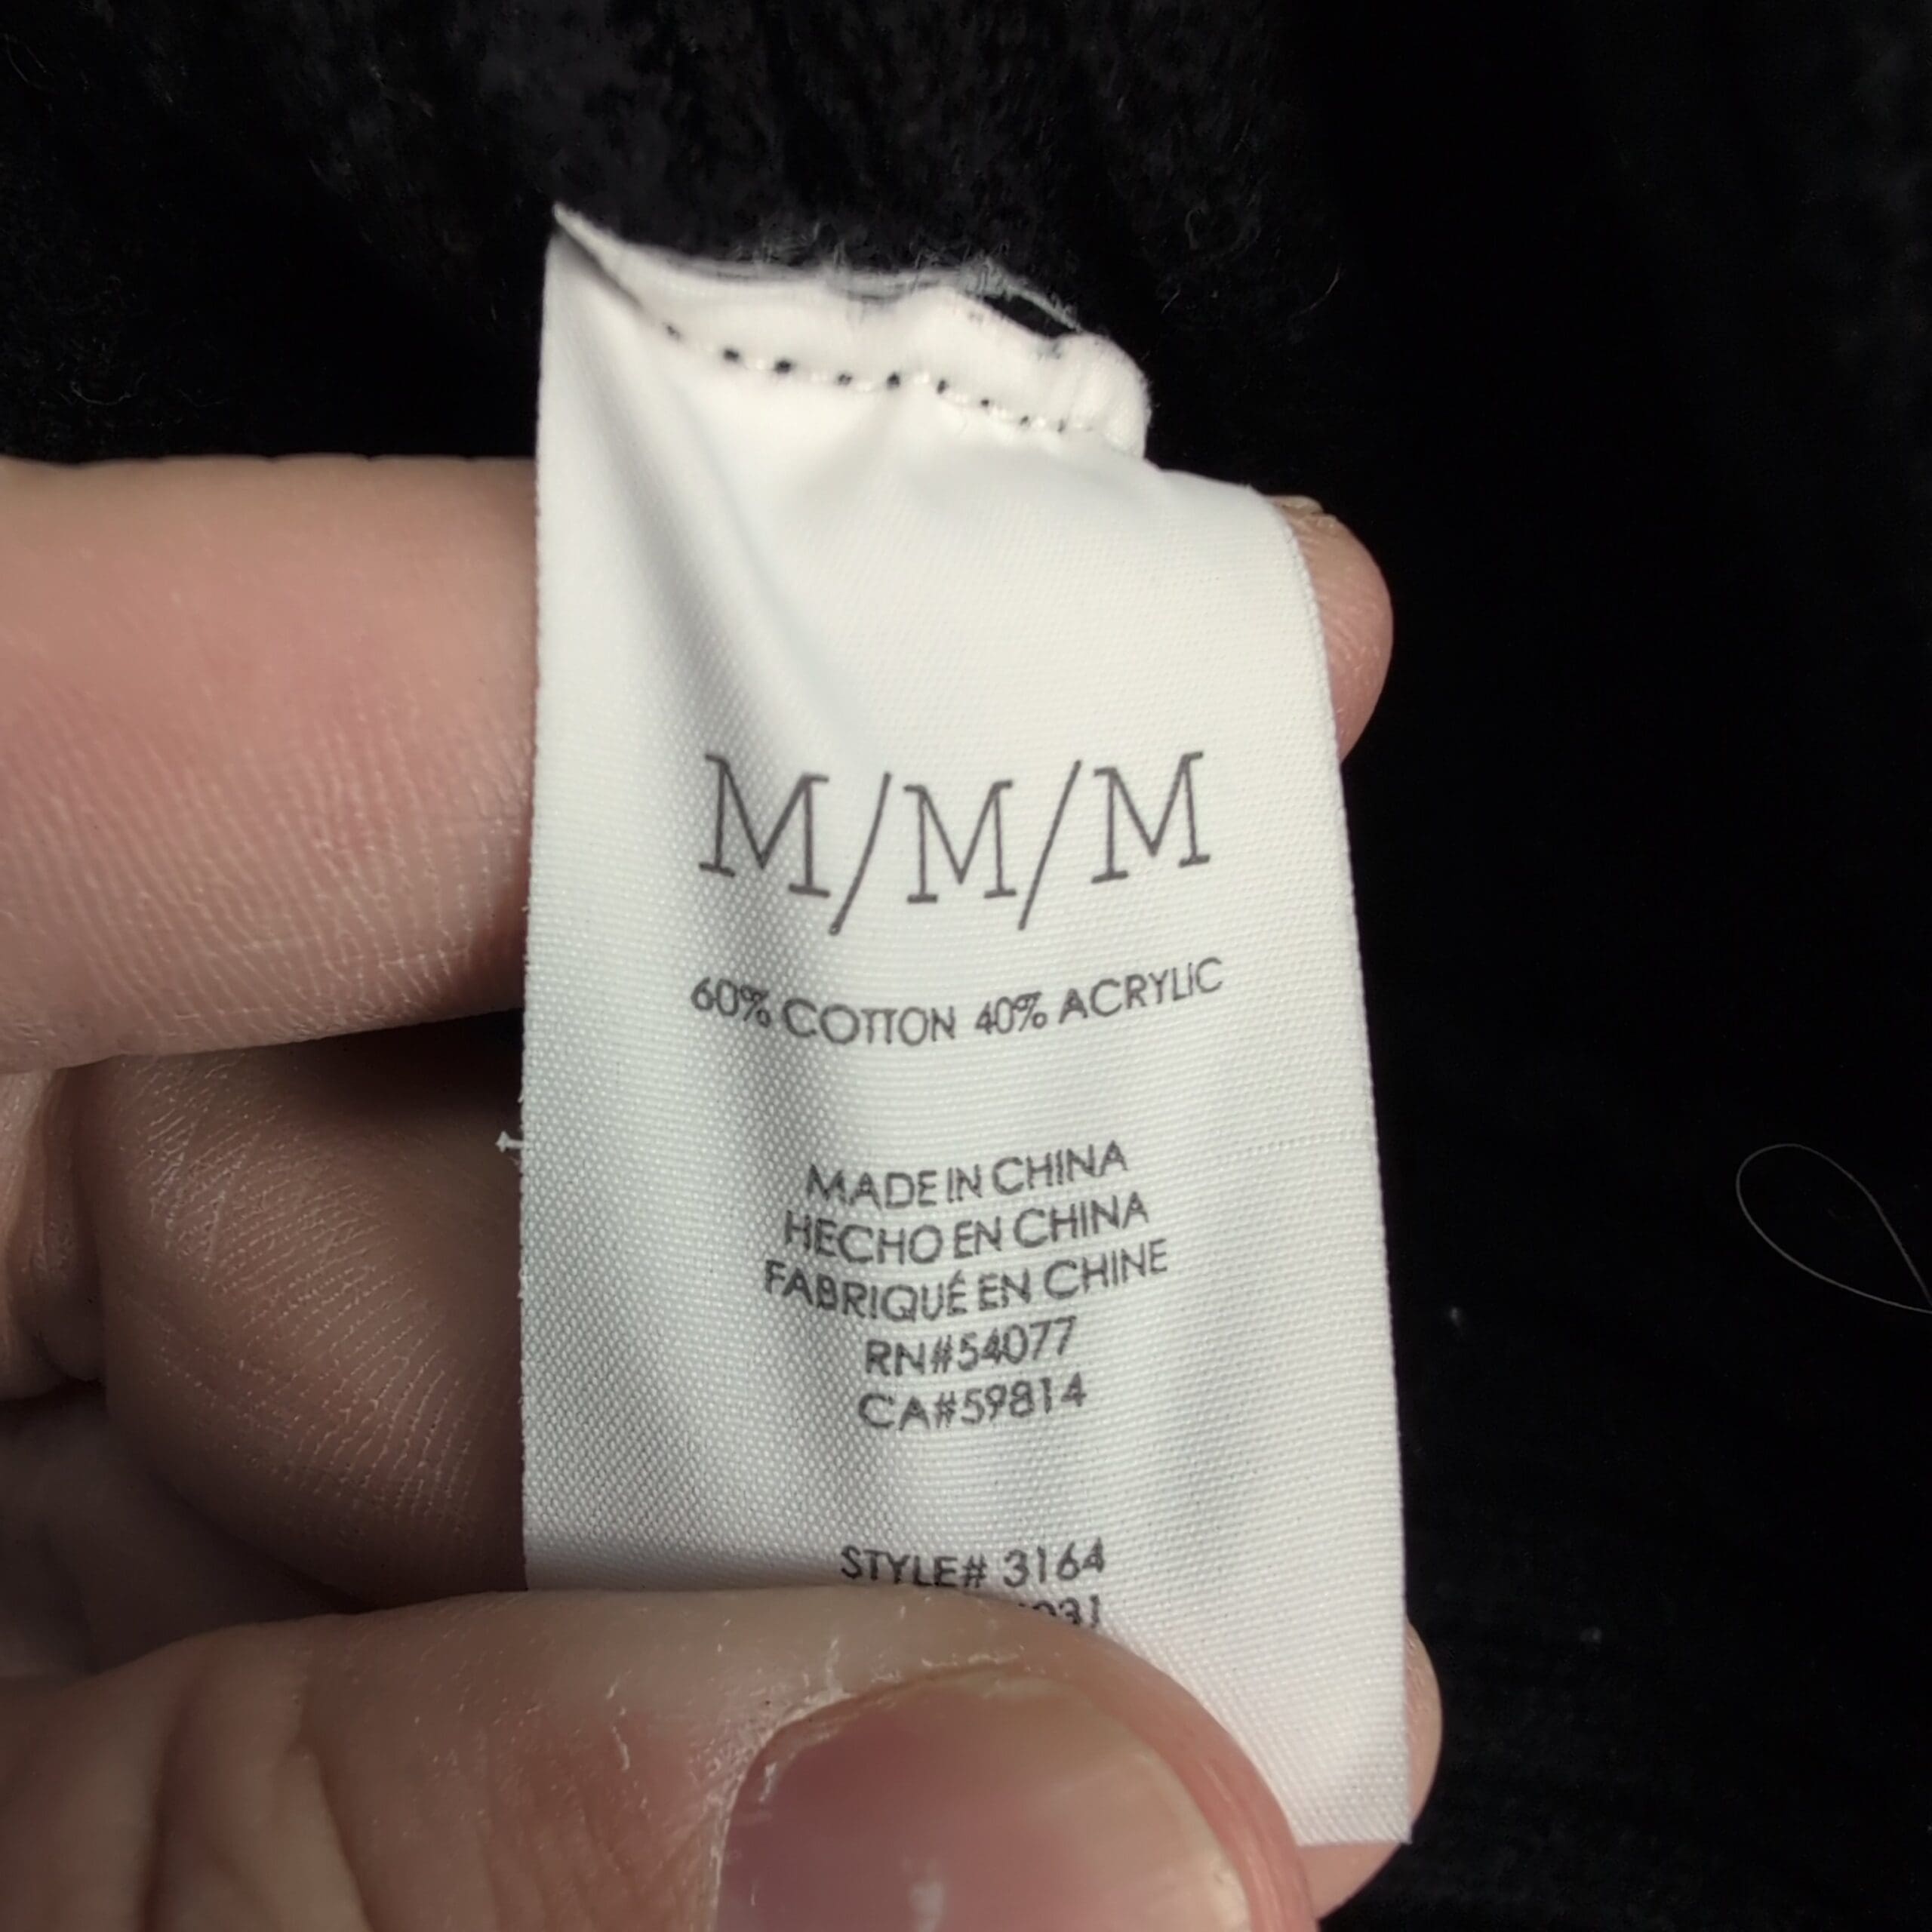 M/M/M
60% COTTON 40% ACRYLIC
MADE IN CHINA
HECHO EN CHINA
FABRIQUÉ EN CHINE
RN#54077
CA#59814
STYLE# 3164